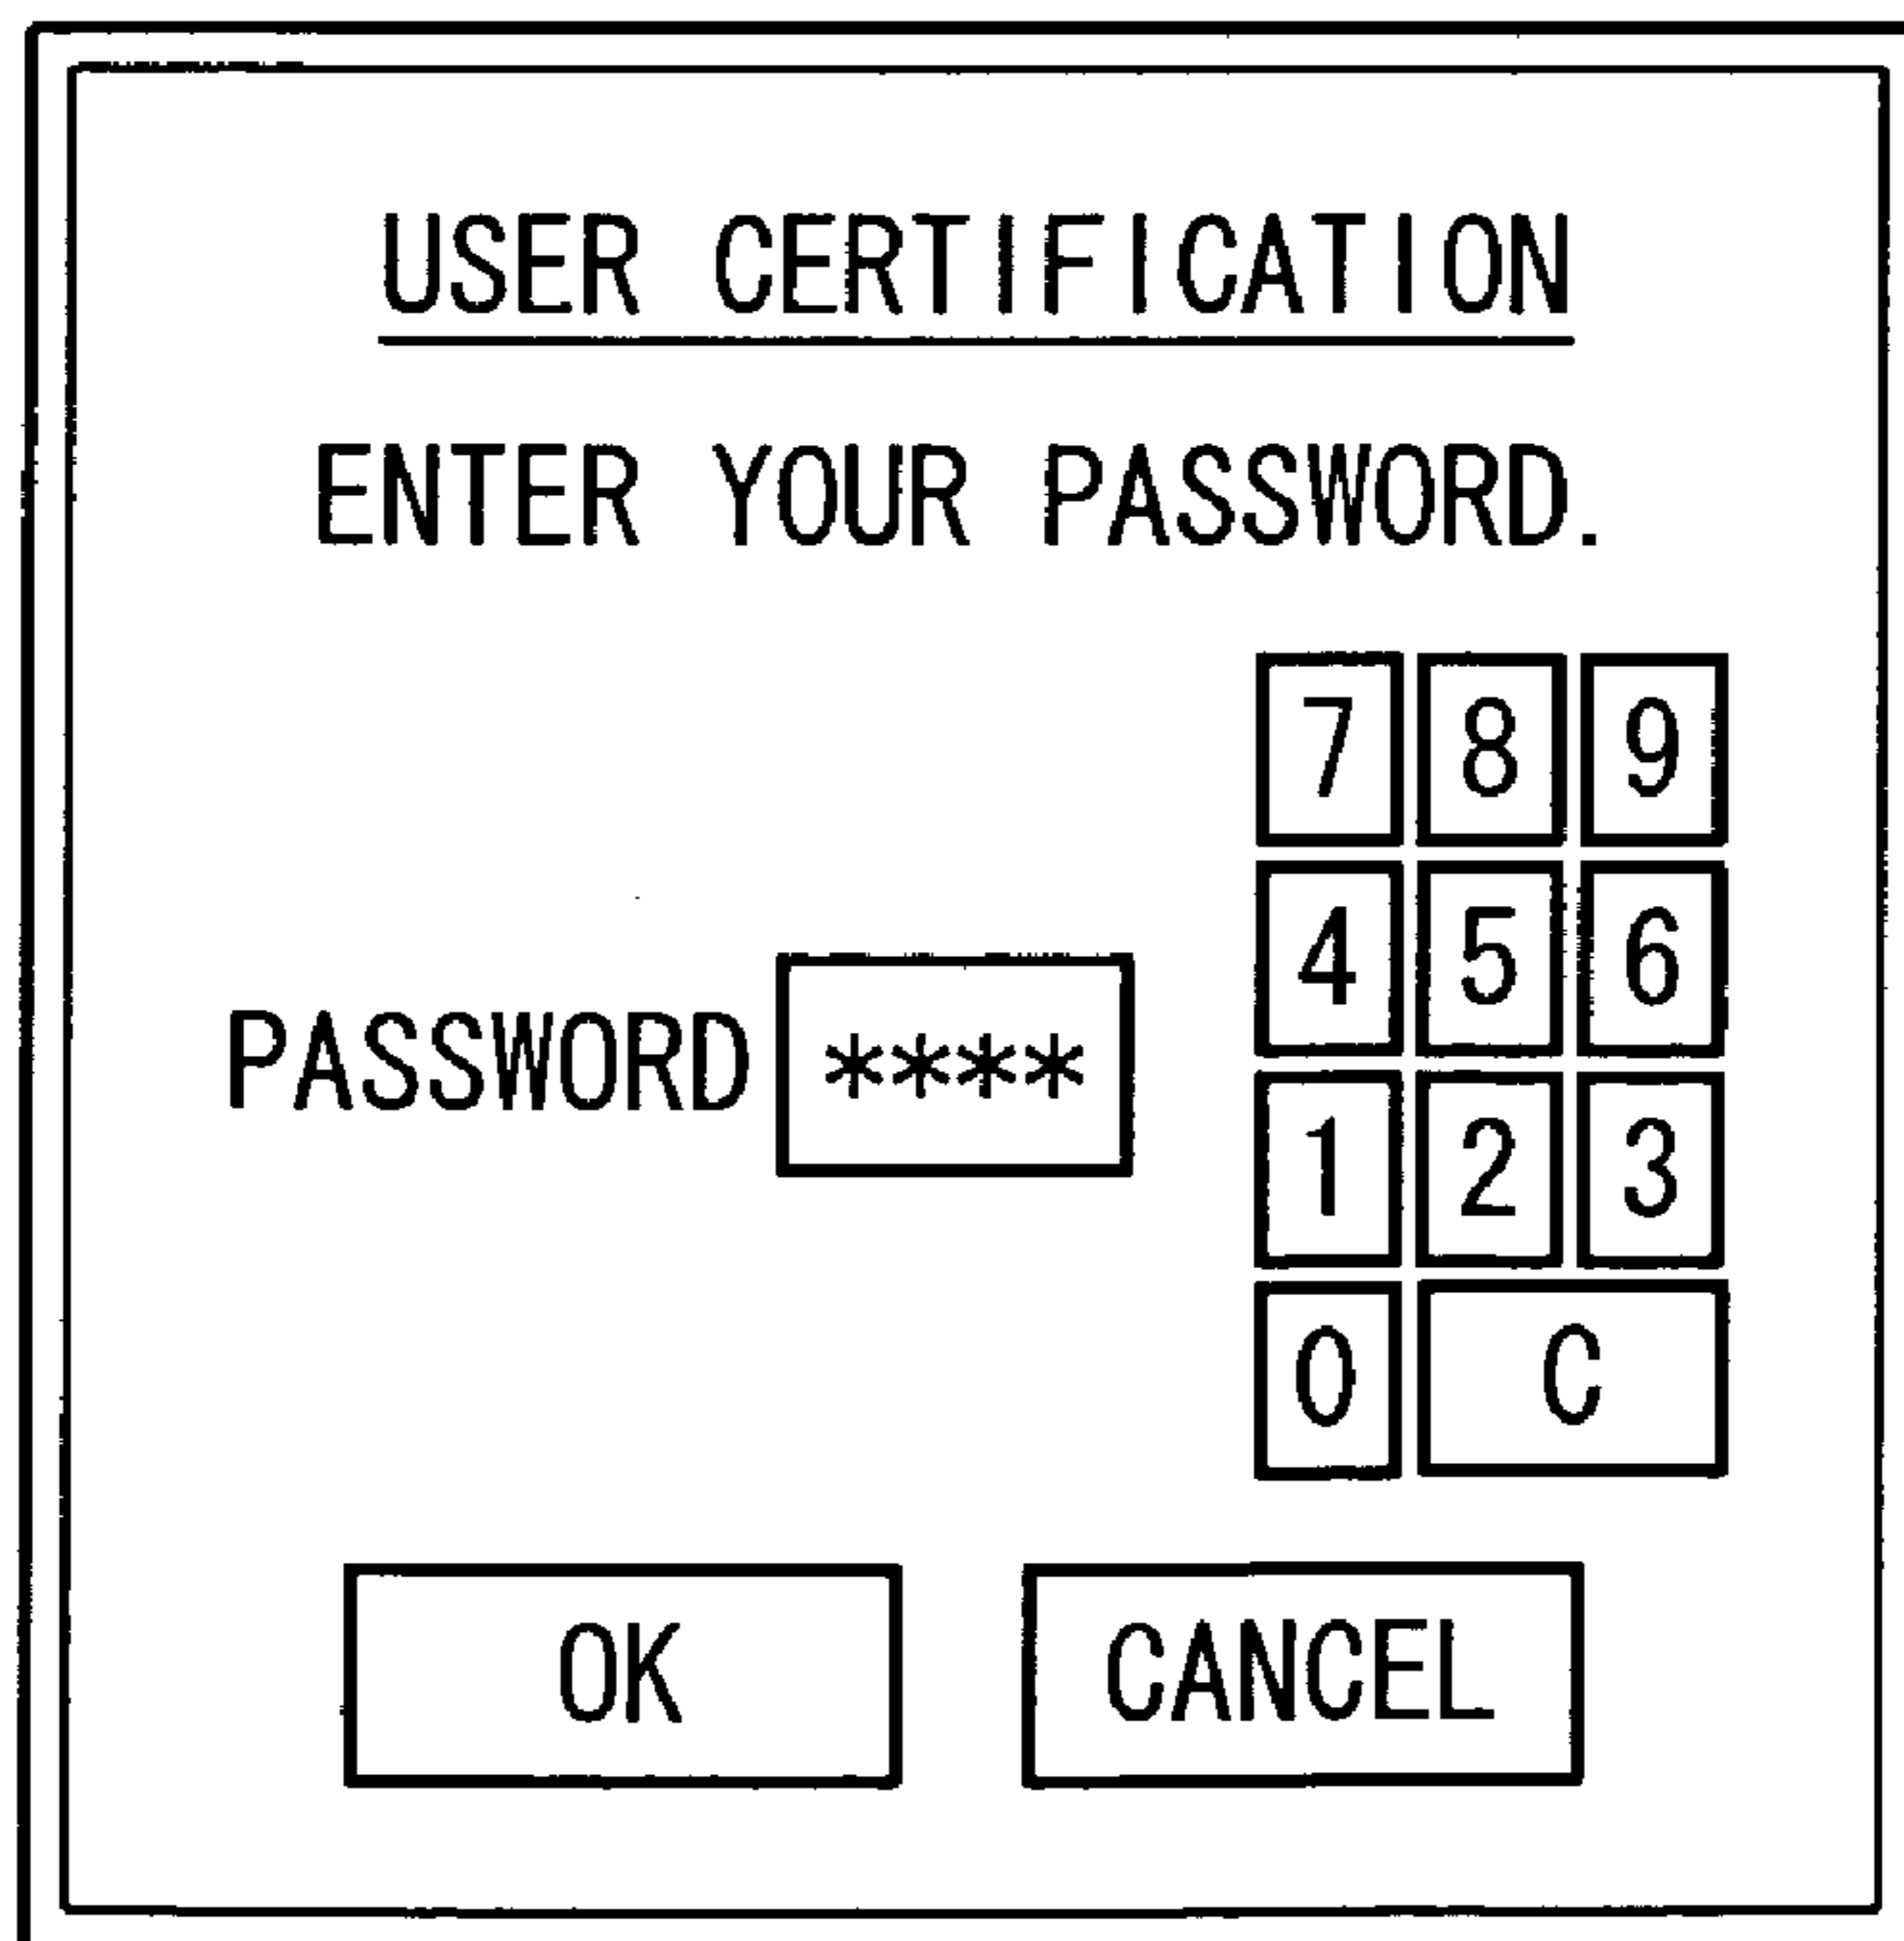 USER CERTIFICATION
ENTER YOUR PASSWORD.
7 8 9
4 5 6
PASSWORD ****
1 2 3
0 C
OK CANCEL